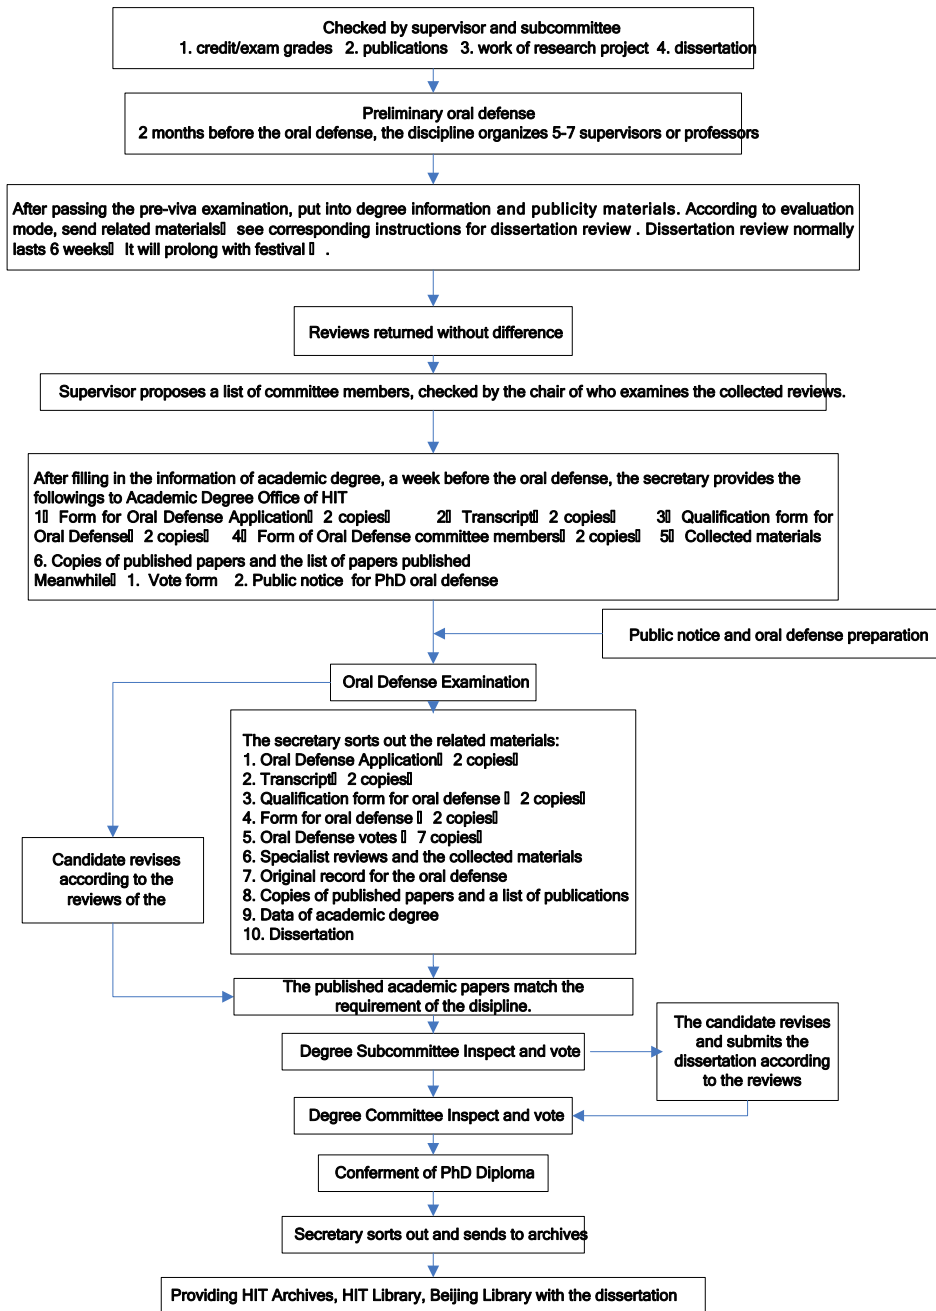 Checked by supervisor and subcommittee
1. credit/exam grades 2. publications 3. work of research project 4. dissertation
Preliminary oral defense
2 months before the oral defense, the discipline organizes 5-7 supervisors or professors
After passing the pre-viva examination, put into degree information and publicity materials. According to evaluation
mode, send related materials▯ see corresponding instructions for dissertation review . Dissertation review normally
lasts 6 weeks▯ It will prolong with festival ▯ .
Reviews returned without difference
Supervisor proposes a list of committee members, checked by the chair of who examines the collected reviews.
After filling in the information of academic degree, a week before the oral defense, the secretary provides the
followings to Academic Degree Office of HIT
1▯ Form for Oral Defense Application▯ 2 copies▯ 2▯ Transcript▯ 2 copies▯ 3▯ Qualification form for
Oral Defense▯ 2 copies▯ 4▯ Form of Oral Defense committee members▯ 2 copies▯ 5▯ Collected materials
6. Copies of published papers and the list of papers published
Meanwhile▯ 1. Vote form 2. Public notice for PhD oral defense
Public notice and oral defense preparation
Oral Defense Examination
The secretary sorts out the related materials:
1. Oral Defense Application▯ 2 copies▯
2. Transcript▯ 2 copies▯
3. Qualification form for oral defense ▯ 2 copies▯
4. Form for oral defense ▯ 2 copies▯
5. Oral Defense votes ▯ 7 copies▯
6. Specialist reviews and the collected materials
7. Original record for the oral defense
8. Copies of published papers and a list of publications
9. Data of academic degree
10. Dissertation
Candidate revises
according to the
reviews of the
The published academic papers match the
requirement of the disipline.
Degree Subcommittee Inspect and vote
The candidate revises
and submits the
dissertation according
to the reviews
Degree Committee Inspect and vote
Conferment of PhD Diploma
Secretary sorts out and sends to archives
Providing HIT Archives, HIT Library, Beijing Library with the dissertation